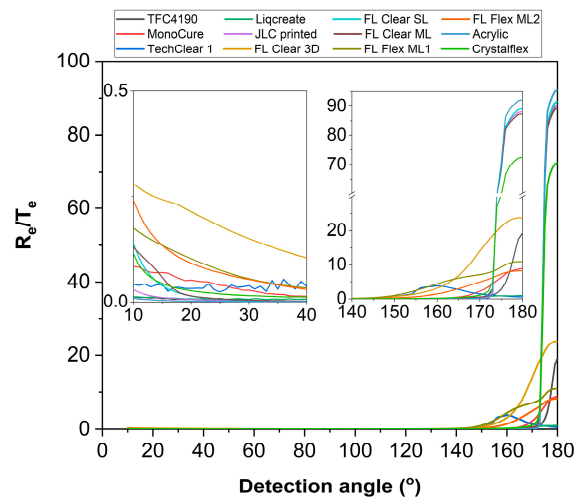 TFC4190 Liqcreate FL Clear SL FL Flex ML2
MonoCure JLC printed FL Clear ML Acrylic
TechClear 1 FL Clear 3D FL Flex ML1 Crystalflex
100
80
60
40
20
0
0 20 40 60 80 100 120 140 160 180
Rₑ/Tₑ
Detection angle (º)
0.5
0.0
10 20 30 40
90
80
70
20
10
0
140 150 160 170 180